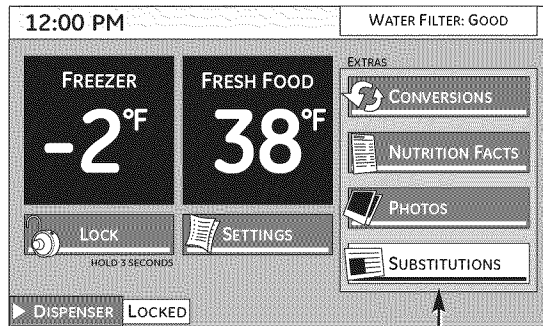 12:00 PM
WATER FILTER: GOOD
FREEZER
-2°F
FRESH FOOD
38°F
EXTRAS
CONVERSIONS
NUTRITION FACTS
PHOTOS
SUBSTITUTIONS
LOCK
HOLD 3 SECONDS
SETTINGS
DISPENSER LOCKED